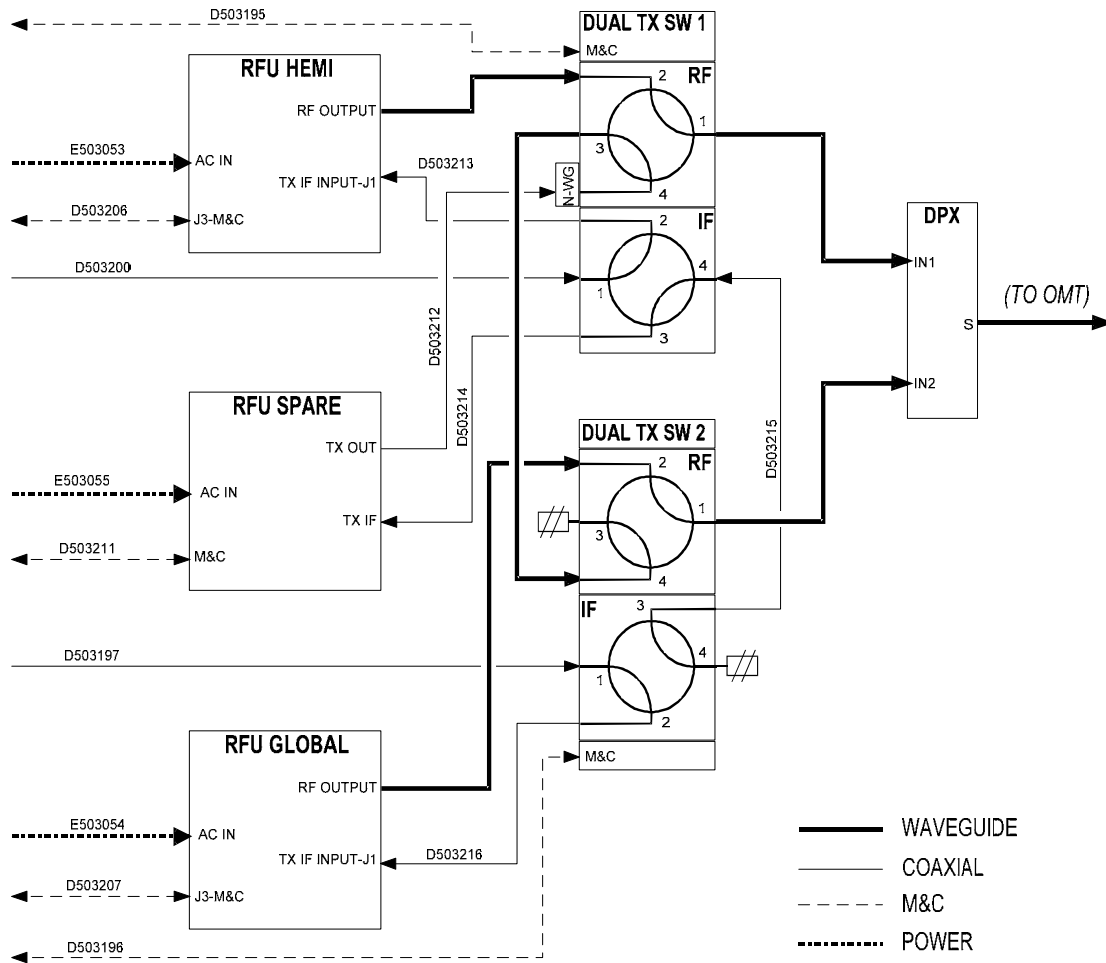 D503195
DUAL TX SW 1
M&C
RFU HEMI
RF OUTPUT
E503053
AC IN
D503213
TX IF INPUT-J1
D503206
J3-M&C
D503200
RF
2
1
3
4
N-WG
IF
2
4
1
3
DPX
IN1
(TO OMT)
S
IN2
D503212
D503214
D503215
RFU SPARE
TX OUT
E503055
AC IN
TX IF
D503211
M&C
DUAL TX SW 2
RF
2
1
3
4
IF
3
4
1
2
M&C
D503197
RFU GLOBAL
RF OUTPUT
E503054
AC IN
TX IF INPUT-J1
D503216
D503207
J3-M&C
D503196
WAVEGUIDE
COAXIAL
M&C
POWER